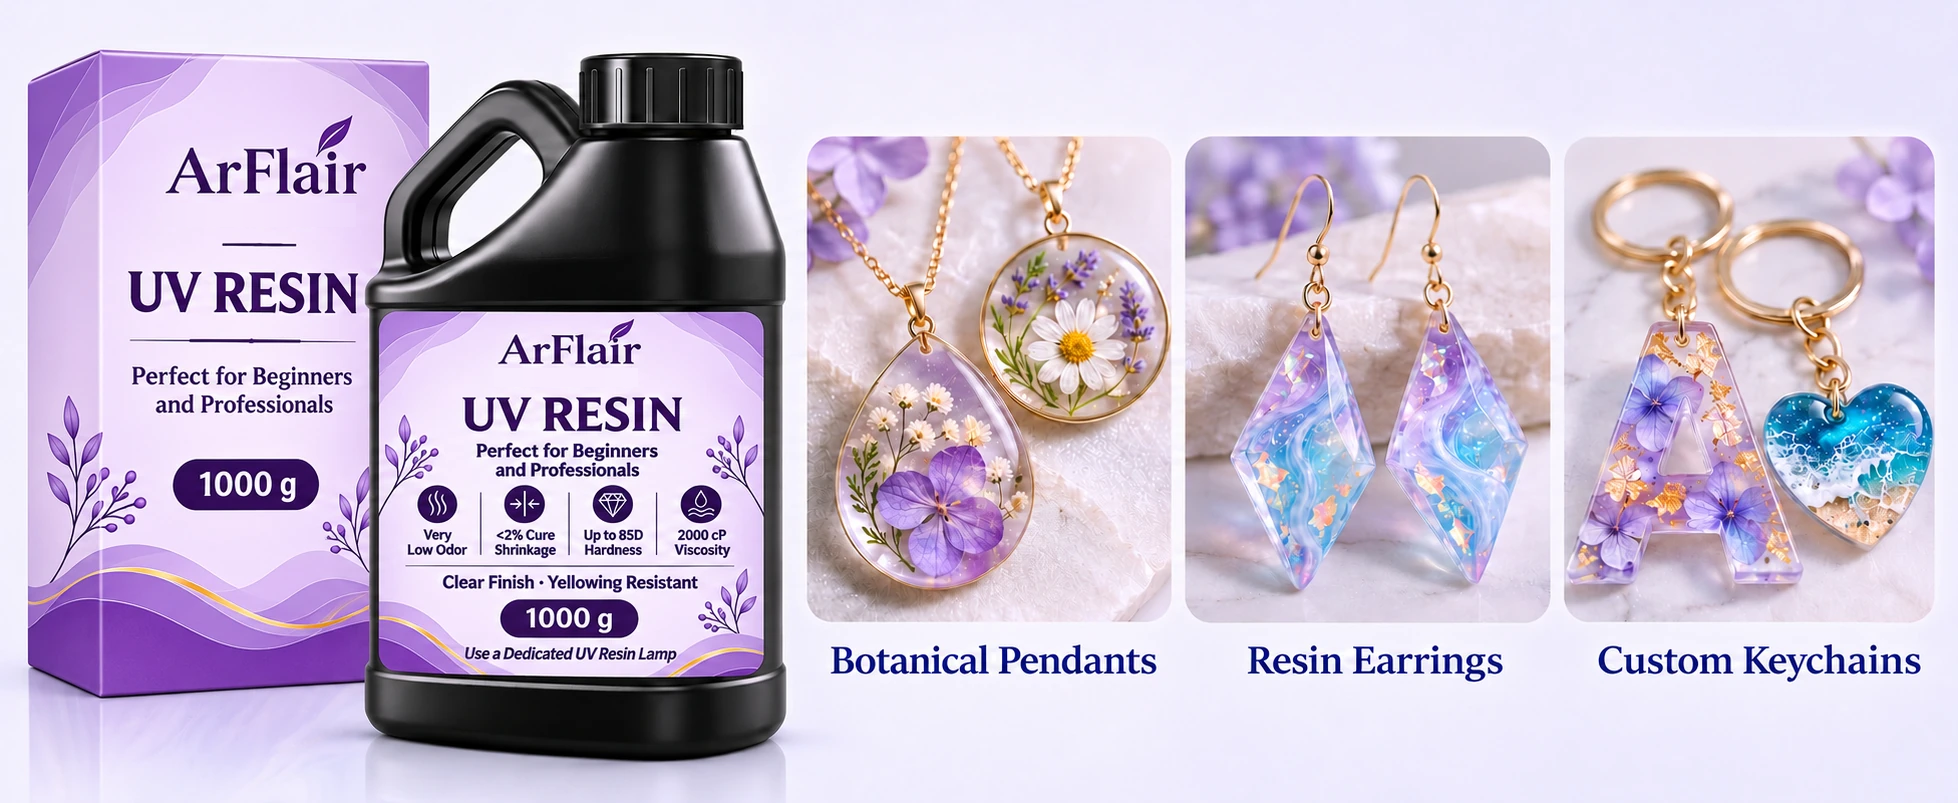 ArFlair
UV RESIN
Perfect for Beginners
and Professionals
1000 g
ArFlair
UV RESIN
Perfect for Beginners
and Professionals
Very
Low Odor
<2% Cure
Shrinkage
Up to 85D
Hardness
2000 cP
Viscosity
Clear Finish · Yellowing Resistant
1000 g
Use a Dedicated UV Resin Lamp
Botanical Pendants
Resin Earrings
Custom Keychains